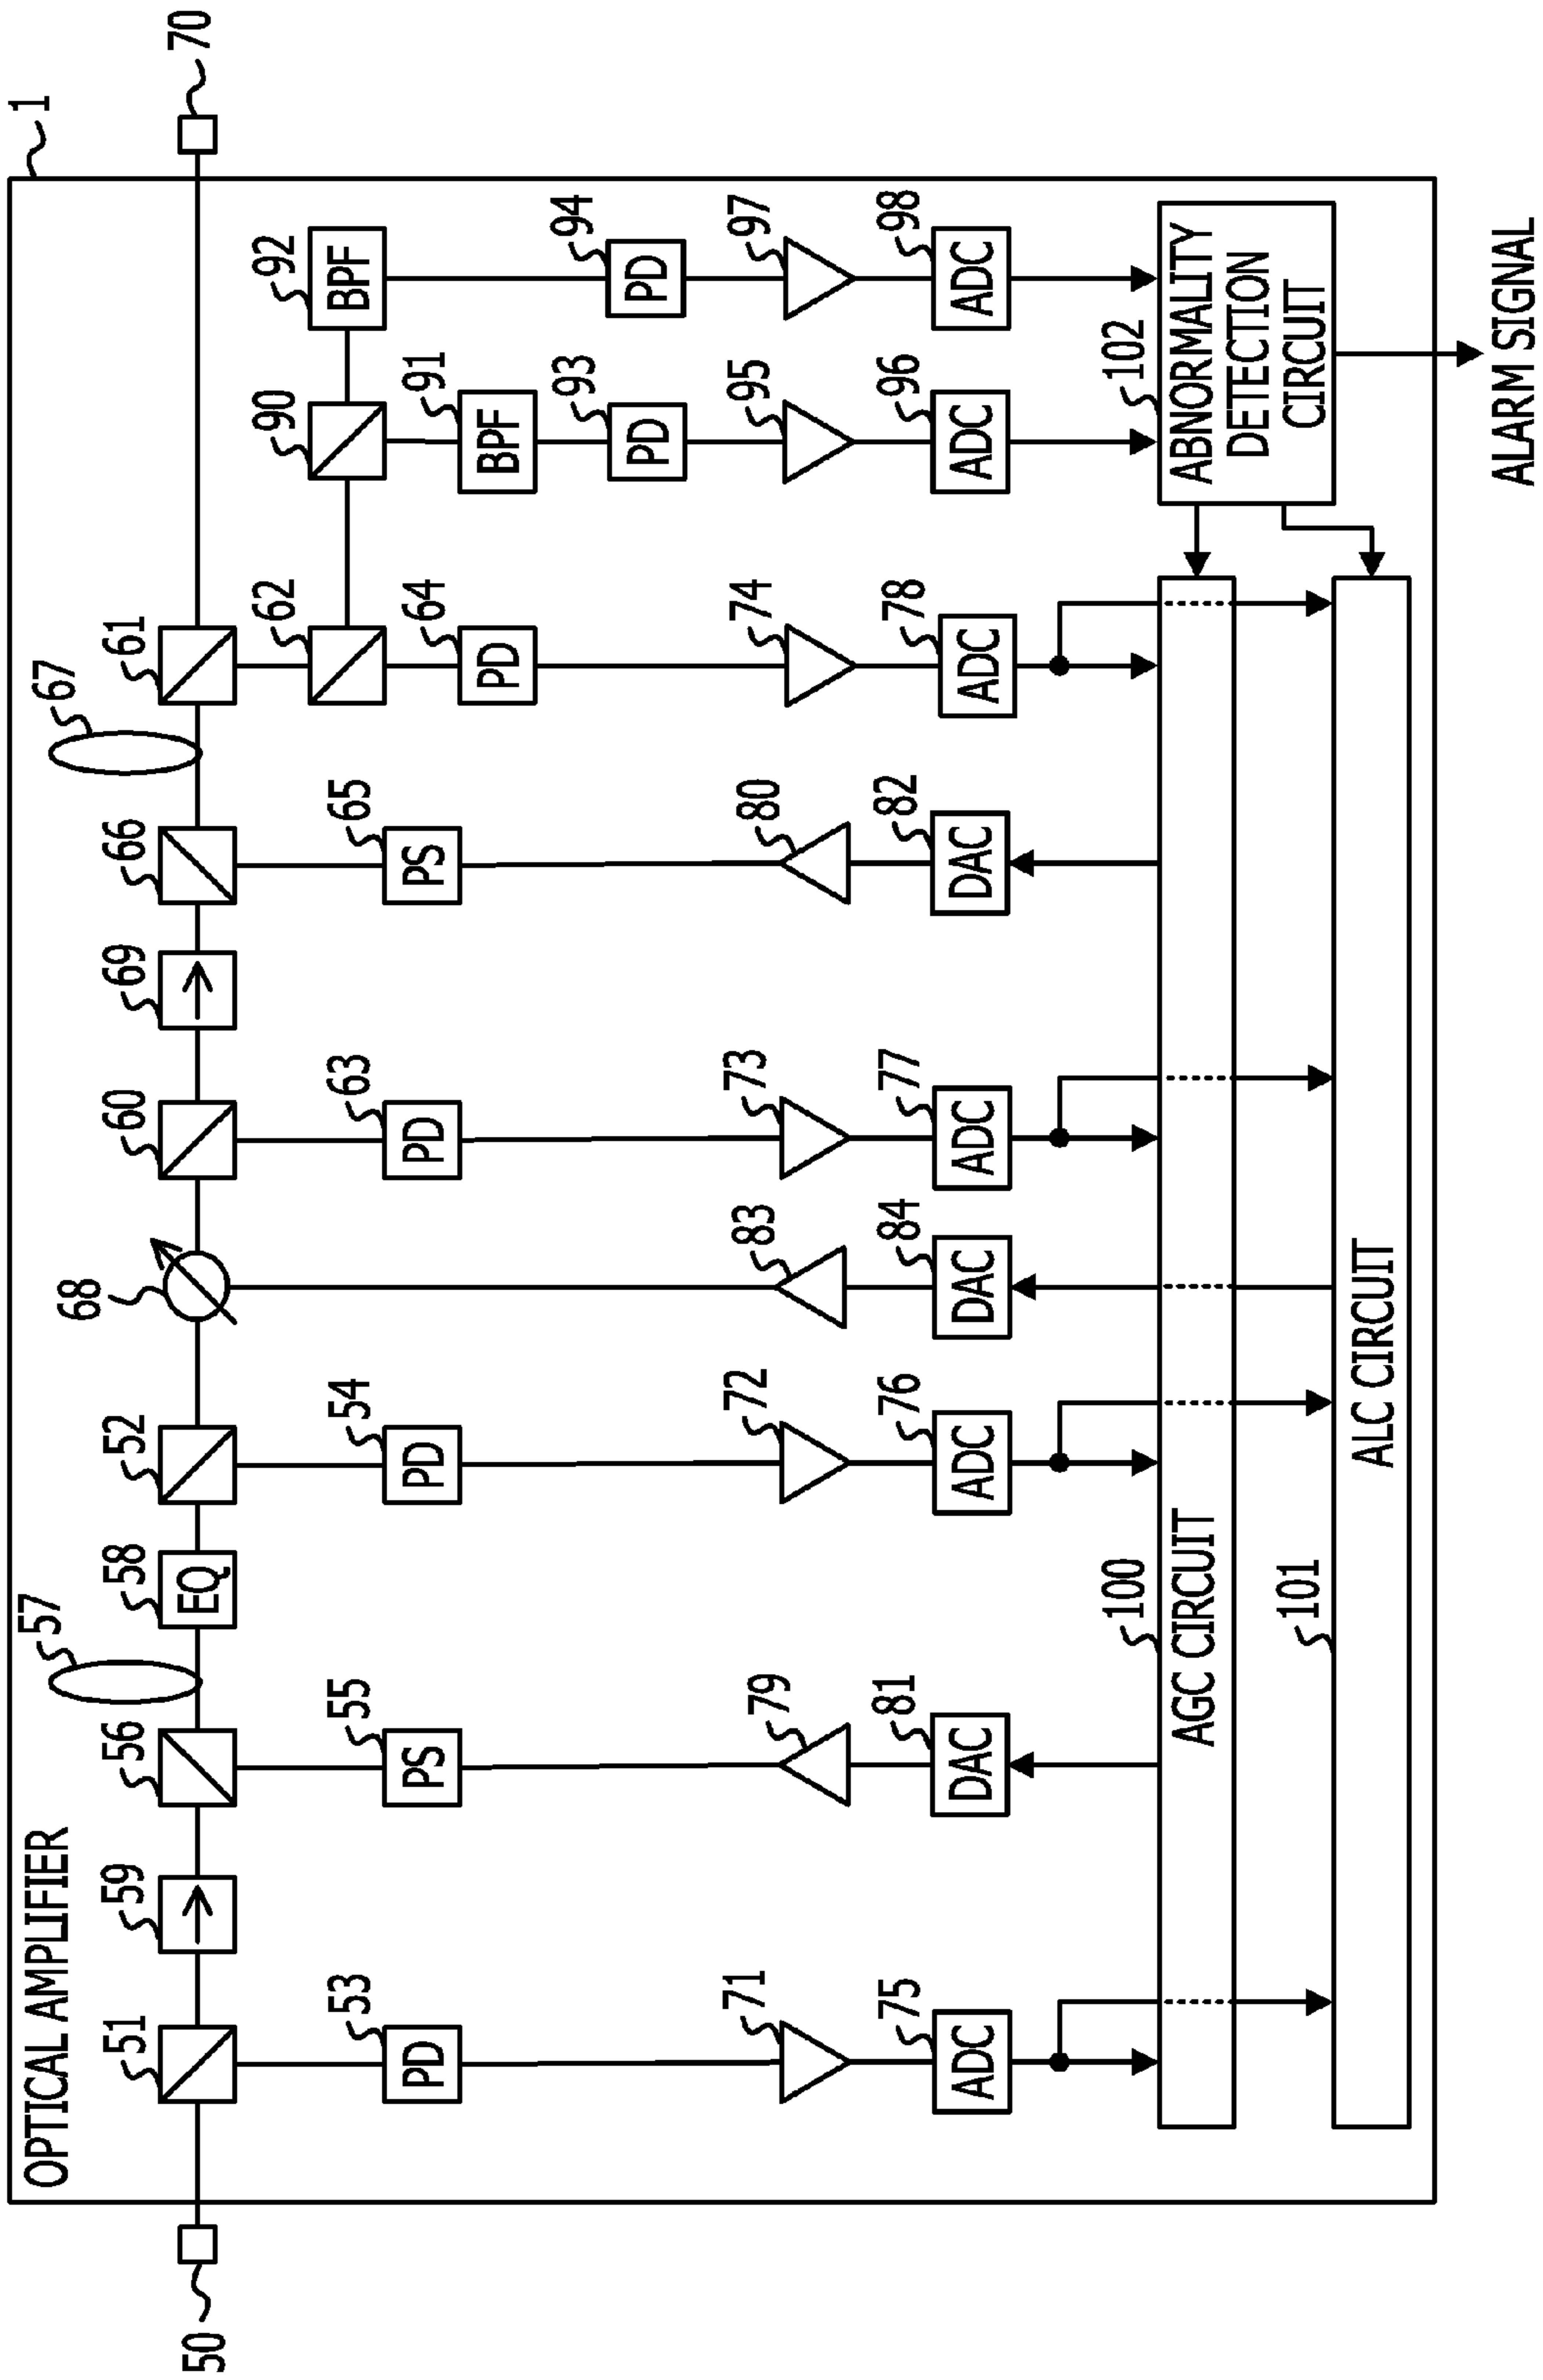 1
OPTICAL AMPLIFIER
57
67
50
51
59
56
58
52
68
60
69
66
61
70
62
90
92
53
PD
55
PS
EQ
54
PD
63
PD
65
PS
64
PD
91
BPF
BPF
93
PD
94
PD
71
79
72
83
73
80
74
95
97
75
ADC
81
DAC
76
ADC
84
DAC
77
ADC
82
DAC
78
ADC
96
ADC
98
ADC
100
AGC CIRCUIT
102
ABNORMALITY
DETECTION
CIRCUIT
101
ALC CIRCUIT
ALARM SIGNAL